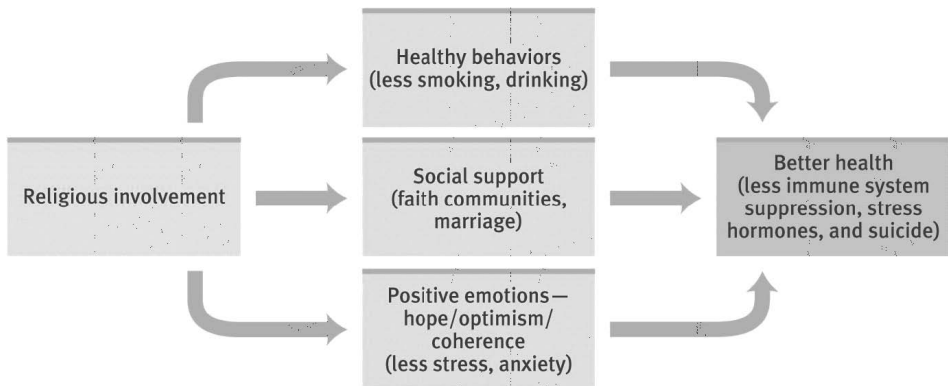 Religious involvement
Healthy behaviors
(less smoking, drinking)
Social support
(faith communities,
marriage)
Positive emotions—
hope/optimism/
coherence
(less stress, anxiety)
Better health
(less immune system
suppression, stress
hormones, and suicide)